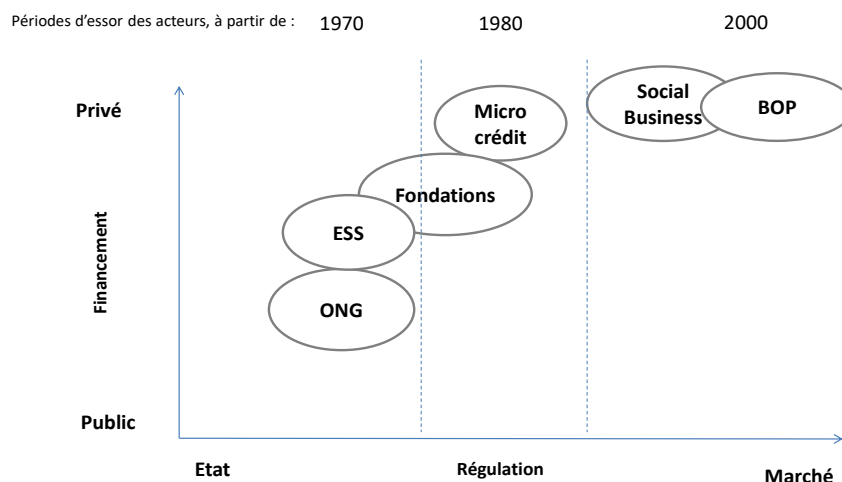 Périodes d’essor des acteurs, à partir de : 1970 1980 2000
Privé
Social
Business
BOP
Micro
crédit
Fondations
ESS
Financement
ONG
Public
Etat
Régulation
Marché